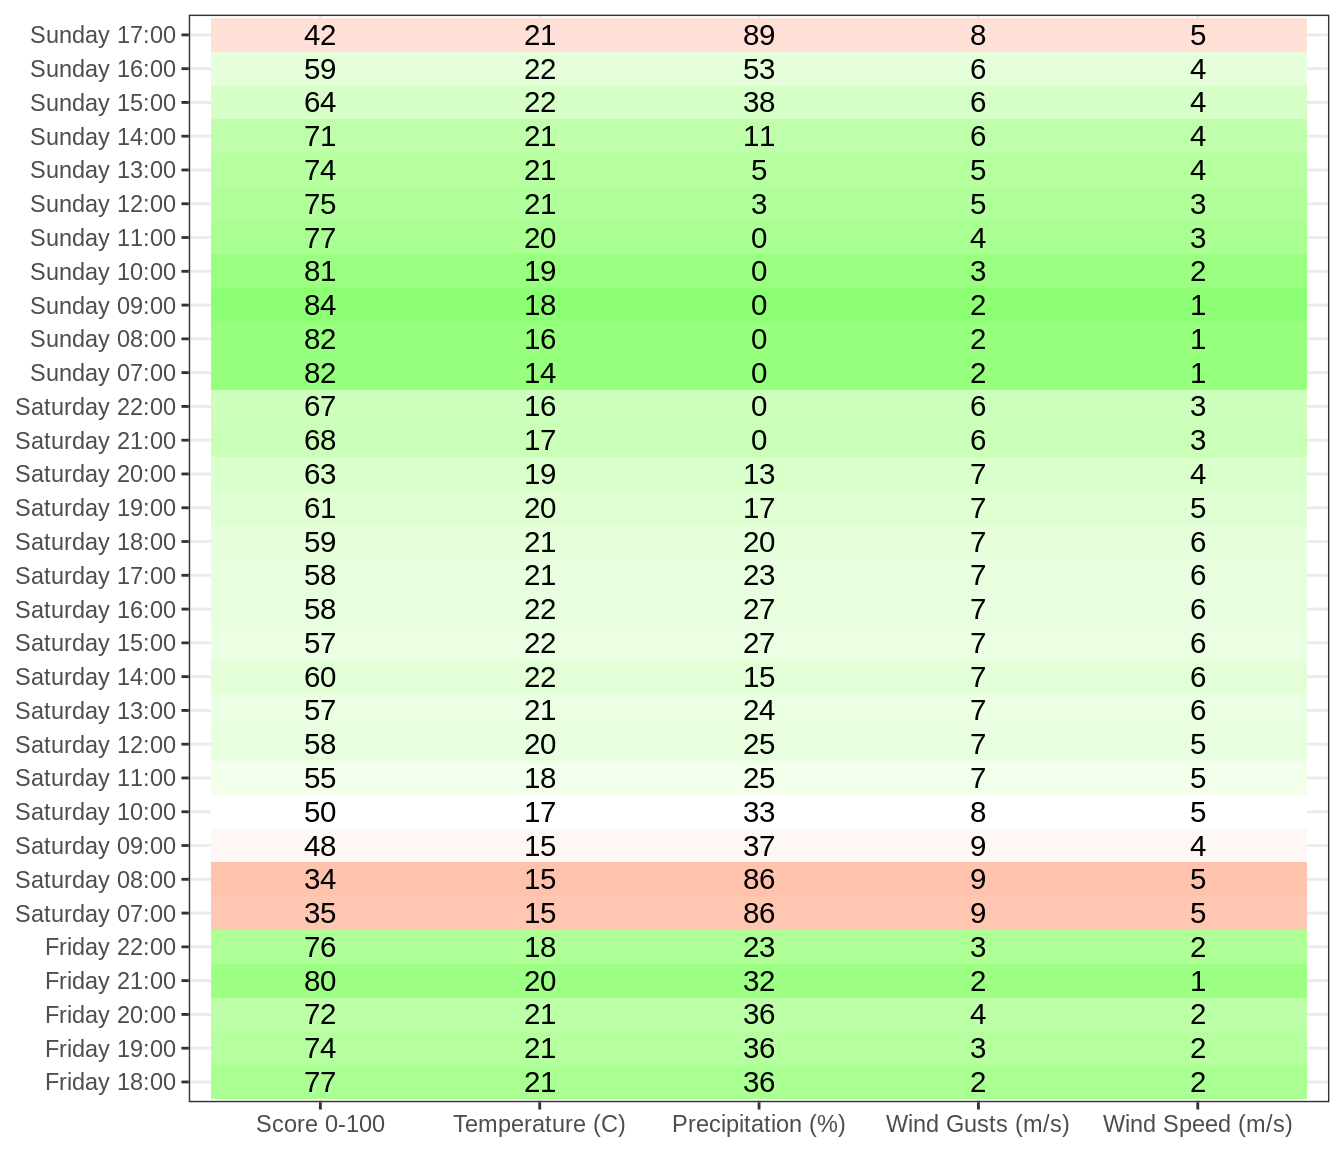 Sunday 17:00 42 21 89 8 5
Sunday 16:00 59 22 53 6 4
Sunday 15:00 64 22 38 6 4
Sunday 14:00 71 21 11 6 4
Sunday 13:00 74 21 5 5 4
Sunday 12:00 75 21 3 5 3
Sunday 11:00 77 20 0 4 3
Sunday 10:00 81 19 0 3 2
Sunday 09:00 84 18 0 2 1
Sunday 08:00 82 16 0 2 1
Sunday 07:00 82 14 0 2 1
Saturday 22:00 67 16 0 6 3
Saturday 21:00 68 17 0 6 3
Saturday 20:00 63 19 13 7 4
Saturday 19:00 61 20 17 7 5
Saturday 18:00 59 21 20 7 6
Saturday 17:00 58 21 23 7 6
Saturday 16:00 58 22 27 7 6
Saturday 15:00 57 22 27 7 6
Saturday 14:00 60 22 15 7 6
Saturday 13:00 57 21 24 7 6
Saturday 12:00 58 20 25 7 5
Saturday 11:00 55 18 25 7 5
Saturday 10:00 50 17 33 8 5
Saturday 09:00 48 15 37 9 4
Saturday 08:00 34 15 86 9 5
Saturday 07:00 35 15 86 9 5
Friday 22:00 76 18 23 3 2
Friday 21:00 80 20 32 2 1
Friday 20:00 72 21 36 4 2
Friday 19:00 74 21 36 3 2
Friday 18:00 77 21 36 2 2
Score 0-100 Temperature (C) Precipitation (%) Wind Gusts (m/s) Wind Speed (m/s)